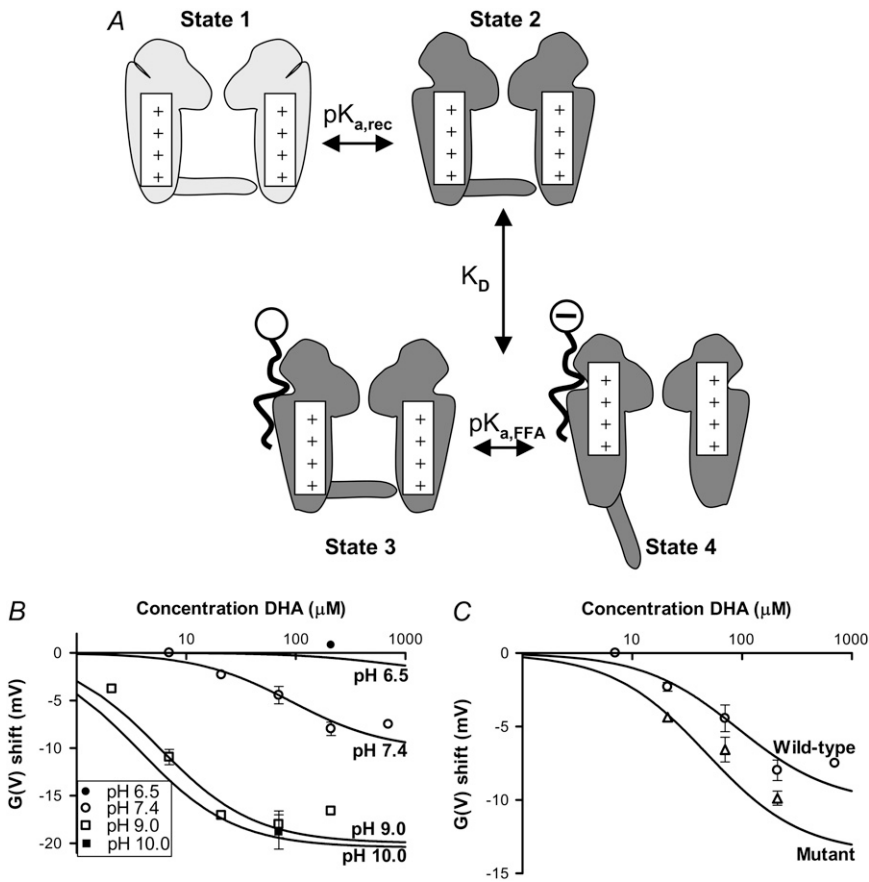 A
State 1
State 2
pKa,rec
+ +
+ +
+ +
+ +
KD
−
+ +
+ +
+ +
+ +
pKa,FFA
+ +
+ +
+ +
+ +
State 3
State 4
B
Concentration DHA (μM)
10 100 1000
0
-5
-10
-15
-20
G(V) shift (mV)
pH 6.5
pH 7.4
pH 9.0
pH 10.0
pH 6.5
pH 7.4
pH 9.0
pH 10.0
C
Concentration DHA (μM)
10 100 1000
0
-5
-10
-15
G(V) shift (mV)
Wild-type
Mutant